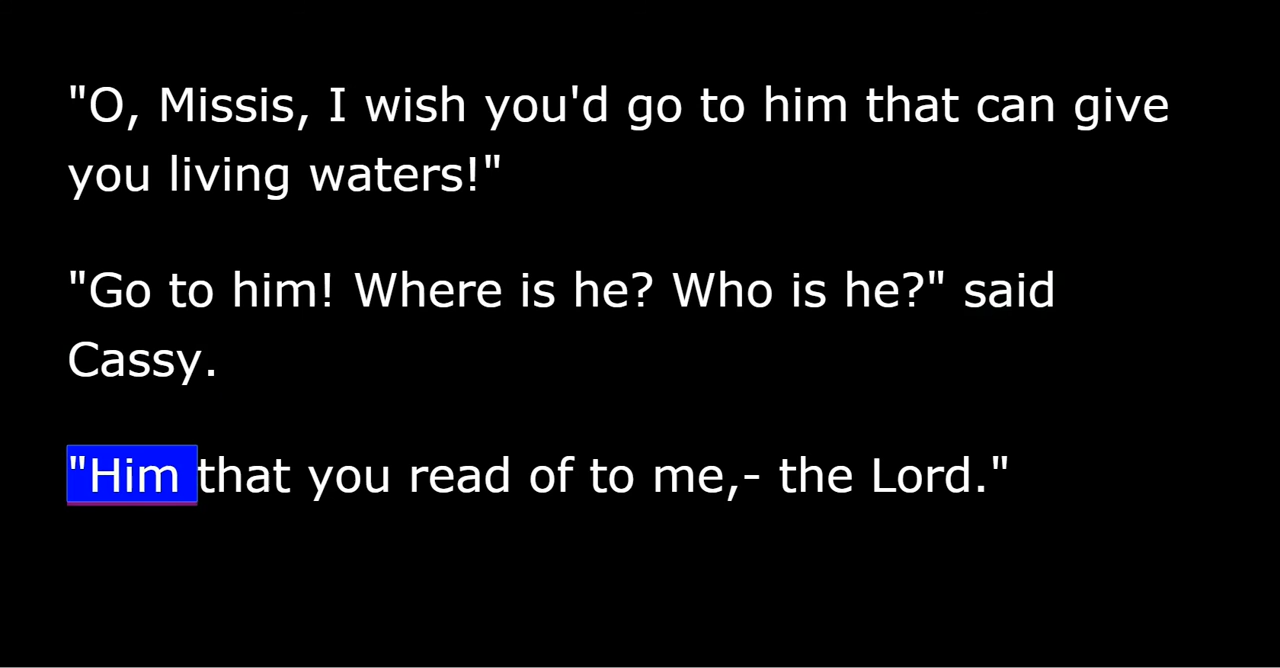 "O, Missis, I wish you'd go to him that can give
you living waters!"
"Go to him! Where is he? Who is he?" said
Cassy.
"Him that you read of to me,- the Lord."